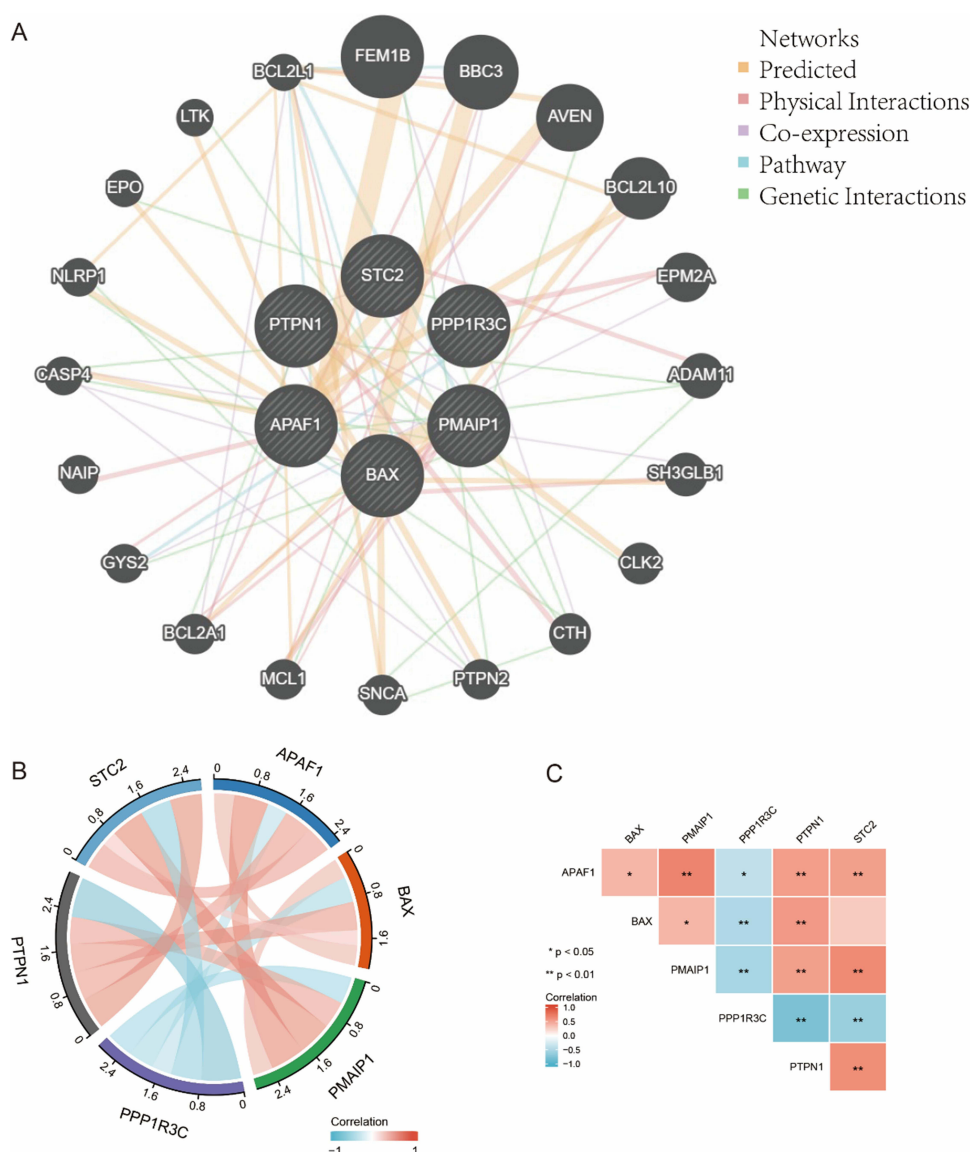 A
Networks
Predicted
Physical Interactions
Co-expression
Pathway
Genetic Interactions
FEM1B
BBC3
BCL2L1
AVEN
LTK
BCL2L10
EPO
STC2
NLRP1
EPM2A
PTPN1
PPP1R3C
CASP4
ADAM11
APAF1
PMAIP1
NAIP
BAX
SH3GLB1
GYS2
CLK2
BCL2A1
CTH
MCL1
SNCA
PTPN2
B
STC2
0 0.8 1.6 2.4
APAF1
0 0.8 1.6 2.4
BAX
0.8 1.6
PMAIP1
0 0.8 1.6 2.4
PPP1R3C
0 0.8 1.6 2.4
PTPN1
0 0.8 1.6 2.4
Correlation
−1 1
C
BAX PMAIP1 PPP1R3C PTPN1 STC2
APAF1 * ** * ** **
BAX * ** **
PMAIP1 ** ** **
PPP1R3C ** **
PTPN1 **
* p < 0.05
** p < 0.01
Correlation
1.0
0.5
0.0
−0.5
−1.0